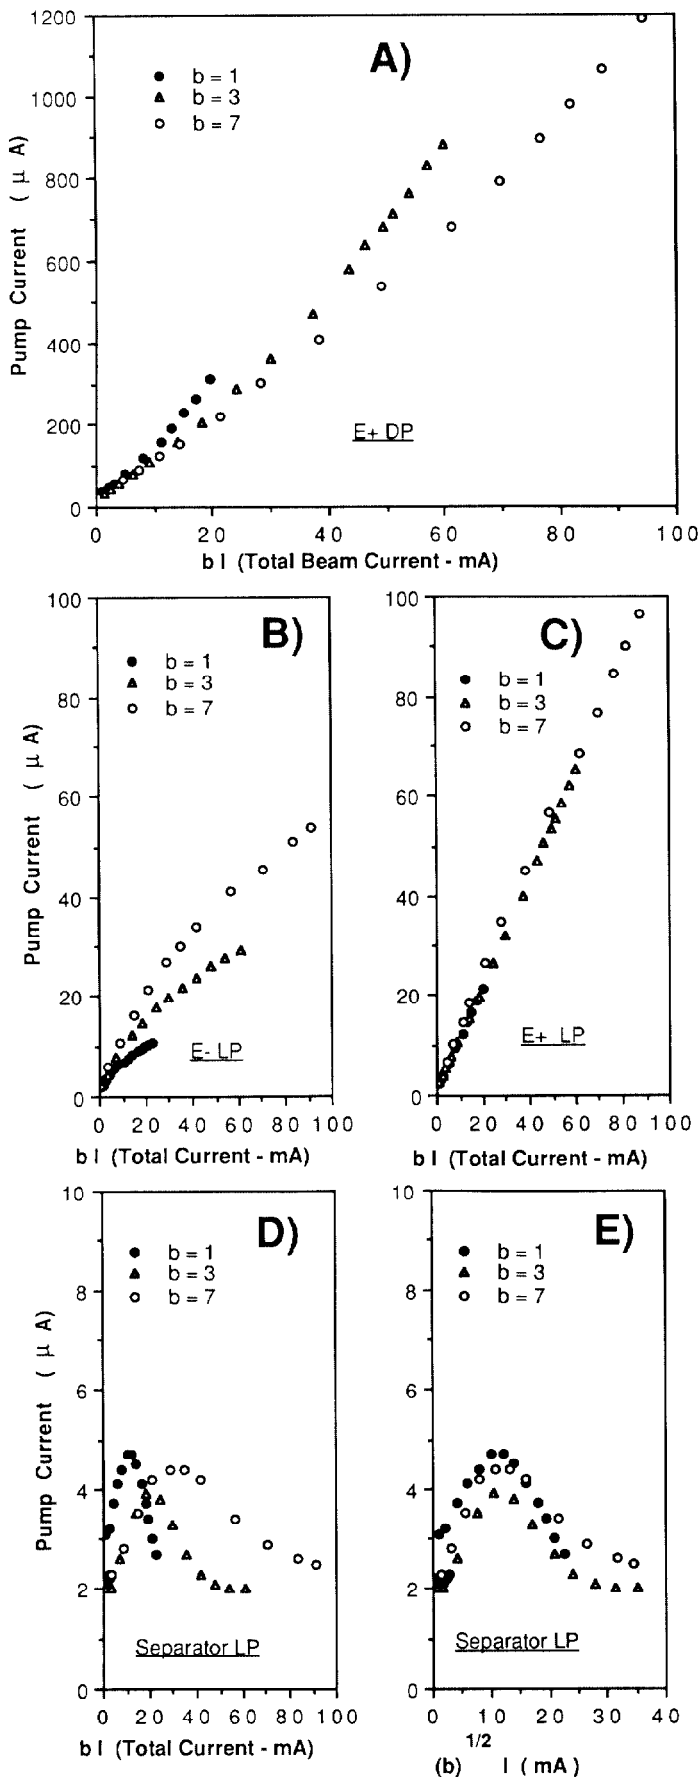 1200
1000
800
600
400
200
0
Pump Current ( μ A)
A)
b = 1
b = 3
b = 7
E+ DP
0 20 40 60 80 100
b I (Total Beam Current - mA)
100
80
60
40
20
0
Pump Current ( μ A)
B)
b = 1
b = 3
b = 7
E- LP
0 20 40 60 80 100
b I (Total Current - mA)
100
80
60
40
20
0
C)
b = 1
b = 3
b = 7
E+ LP
0 20 40 60 80 100
b I (Total Current - mA)
10
8
6
4
2
0
Pump Current ( μ A)
D)
b = 1
b = 3
b = 7
Separator LP
0 20 40 60 80 100
b I (Total Current - mA)
10
8
6
4
2
0
E)
b = 1
b = 3
b = 7
Separator LP
0 10 20 30 40
1/2
(b) I ( mA)